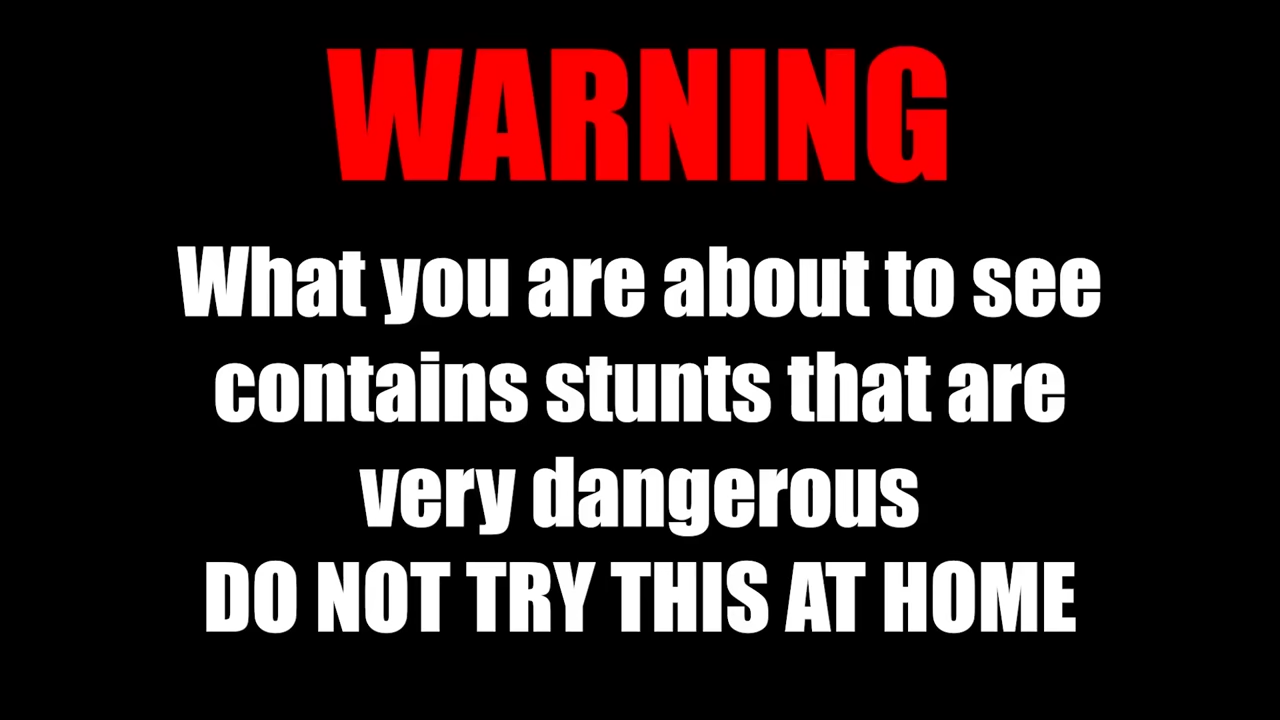 WARNING
What you are about to see
contains stunts that are
very dangerous
DO NOT TRY THIS AT HOME